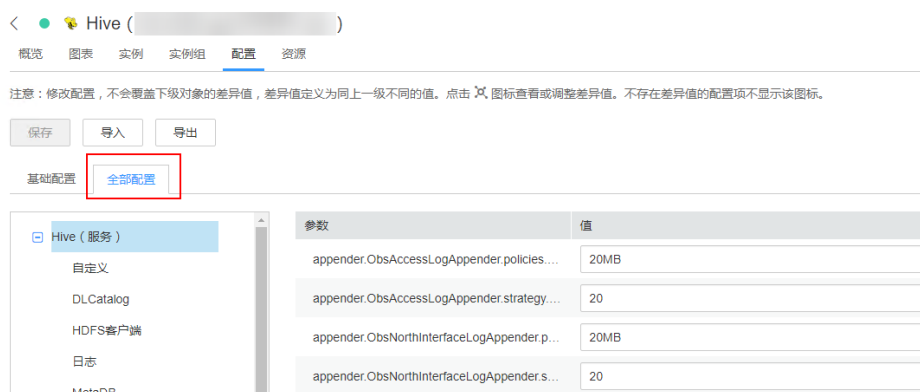 Hive (          )
概览 图表 实例 实例组 配置 资源
注意：修改配置，不会覆盖下级对象的差异值，差异值定义为同上一级不同的值。点击 图标查看或调整差异值。不存在差异值的配置项不显示该图标。
保存 导入 导出
基础配置 全部配置
Hive（服务）
自定义
DLCatalog
HDFS客户端
日志
MetaDB
参数 值
appender.ObsAccessLogAppender.policies.... 20MB
appender.ObsAccessLogAppender.strategy.... 20
appender.ObsNorthInterfaceLogAppender.p... 20MB
appender.ObsNorthInterfaceLogAppender.s... 20